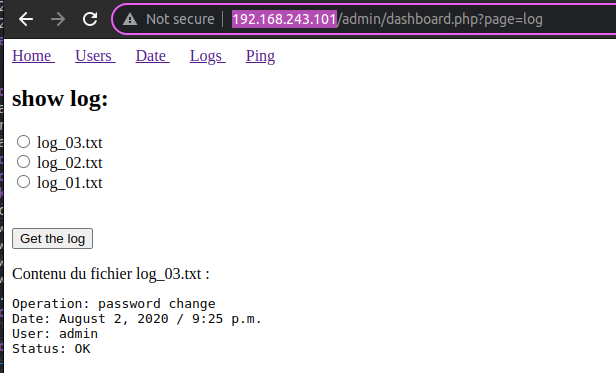 Not secure | 192.168.243.101/admin/dashboard.php?page=log
Home Users Date Logs Ping
show log:
log_03.txt
log_02.txt
log_01.txt
Get the log
Contenu du fichier log_03.txt :
Operation: password change
Date: August 2, 2020 / 9:25 p.m.
User: admin
Status: OK